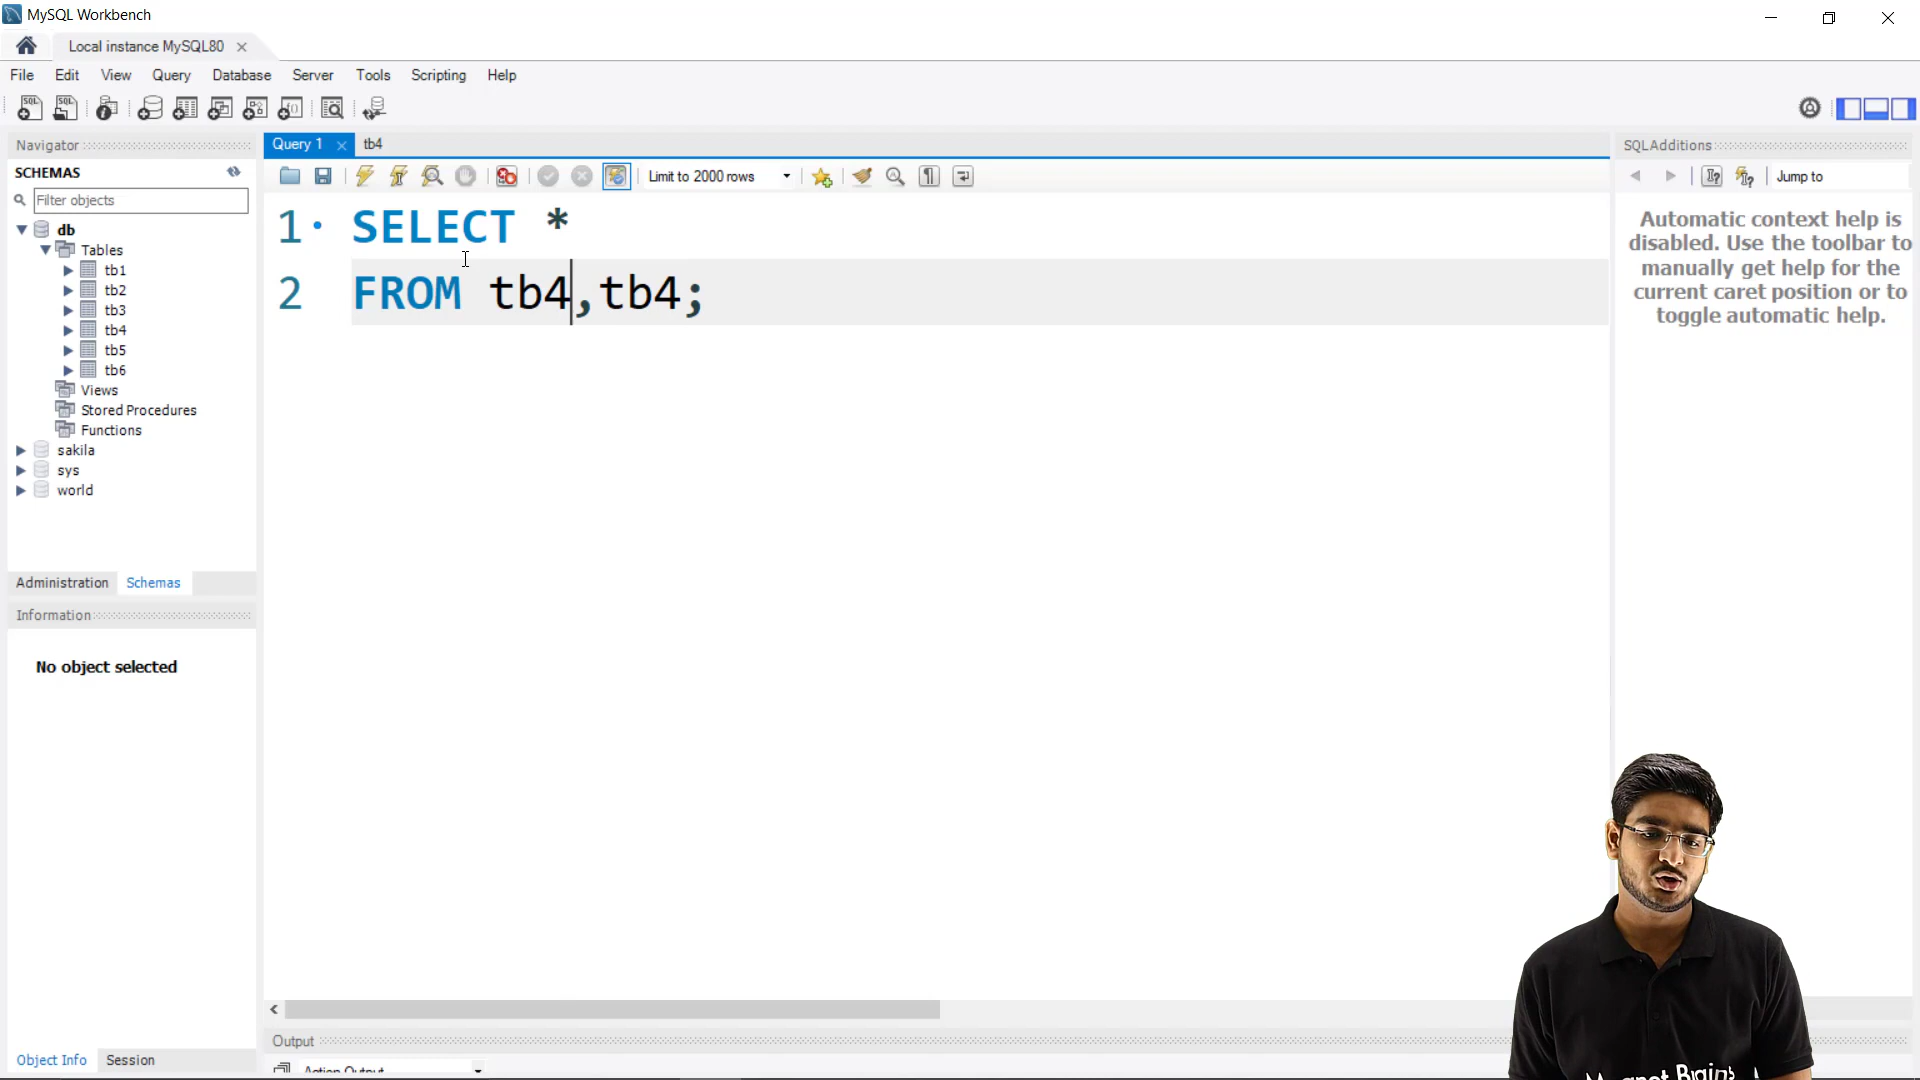 MySQL Workbench
Local instance MySQL80
File Edit View Query Database Server Tools Scripting Help
Navigator
SCHEMAS
Filter objects
db
Tables
tb1
tb2
tb3
tb4
tb5
tb6
Views
Stored Procedures
Functions
sakila
sys
world
Administration Schemas
Information
No object selected
Object Info Session
Query 1 tb4
Limit to 2000 rows
1 SELECT *
2 FROM tb4,tb4;
Output
Action Output
SQLAdditions
Jump to
Automatic context help is
disabled. Use the toolbar to
manually get help for the
current caret position or to
toggle automatic help.
Magnet Brains